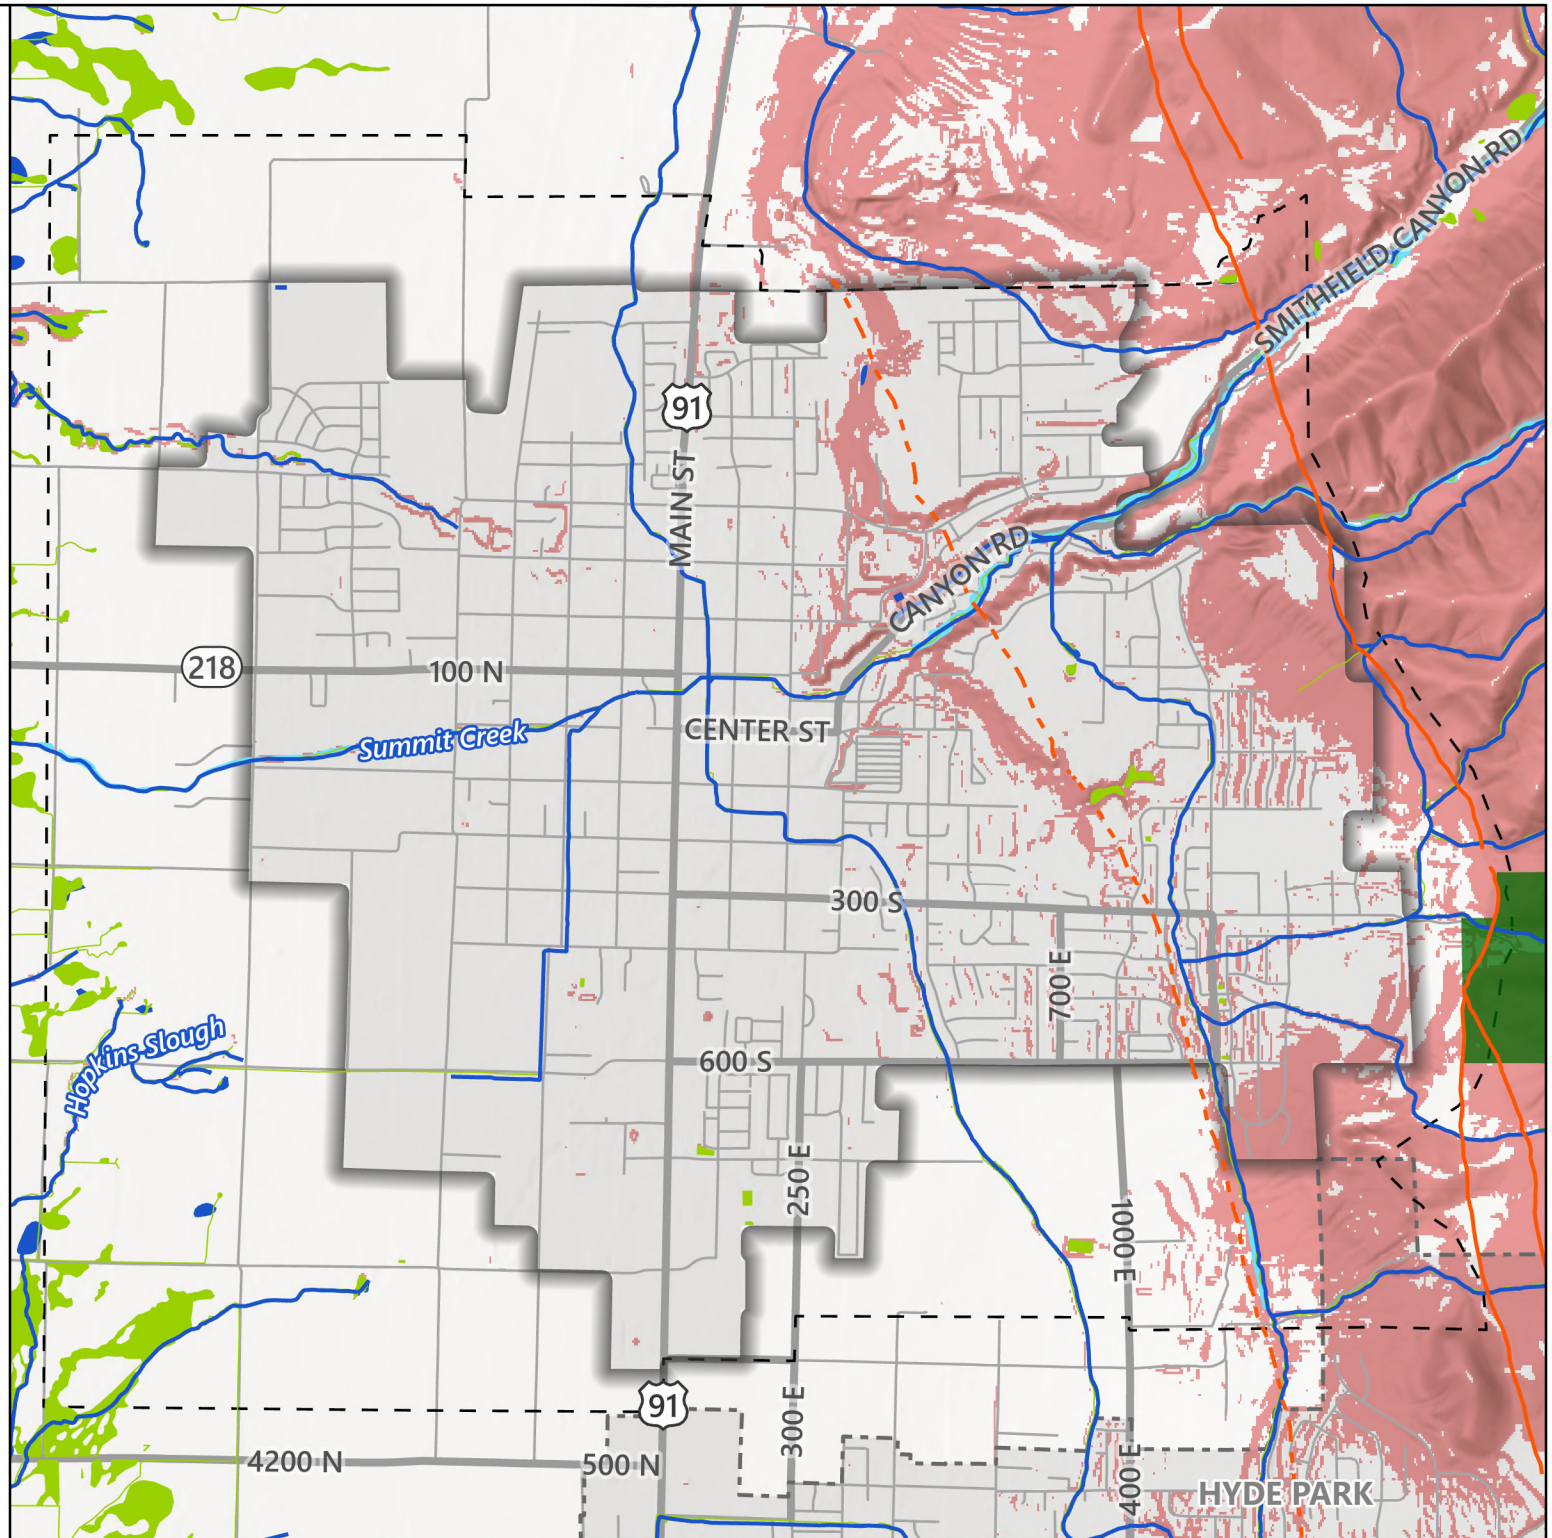 SMITHFIELD CANYON RD
91
MAIN ST
CANYON RD
218
100 N
CENTER ST
Summit Creek
300 S
700 E
Hopkins Slough
600 S
250 E
1000 E
91
300 E
4200 N
500 N
400 E
HYDE PARK